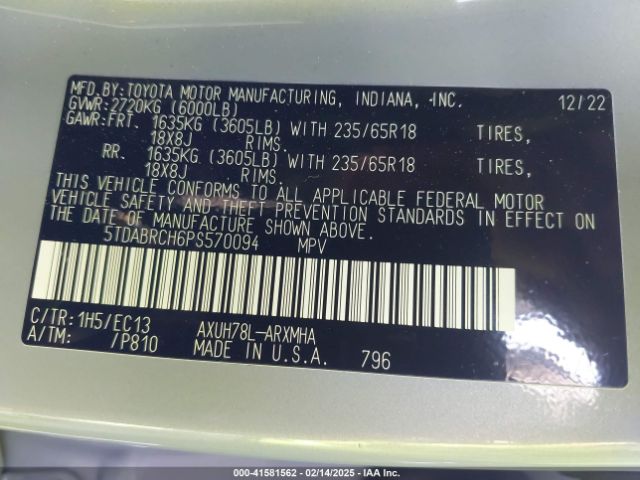 MFD.BY:TOYOTA MOTOR MANUFACTURING, INDIANA, INC. 12/22
GVWR:2720KG (6000LB)
GAWR:FRT. 1635KG (3605LB) WITH 235/65R18 TIRES,
18X8J RIMS.
RR. 1635KG (3605LB) WITH 235/65R18 TIRES,
18X8J RIMS.
THIS VEHICLE CONFORMS TO ALL APPLICABLE FEDERAL MOTOR
VEHICLE SAFETY AND THEFT PREVENTION STANDARDS IN EFFECT ON
THE DATE OF MANUFACTURE SHOWN ABOVE.
5TDABRCH6PS570094 MPV
C/TR:1H5/EC13 AXUH78L-ARXMHA
A/TM: /P810 MADE IN U.S.A. 796
000-41581562 - 02/14/2025 - IAA Inc.